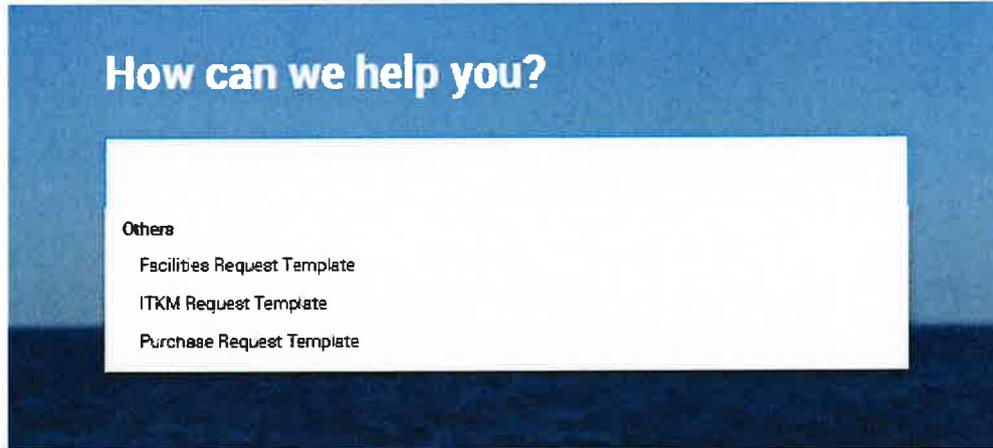 How can we help you?
Others
Facilities Request Template
ITKM Request Template
Purchase Request Template